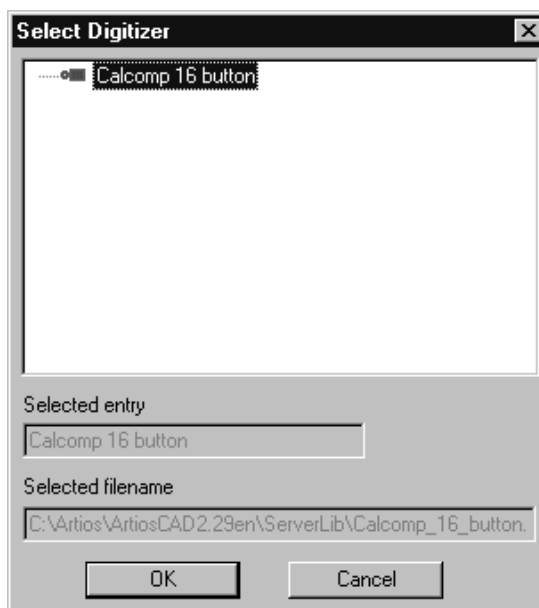 Select Digitizer
Calcomp 16 button
Selected entry
Calcomp 16 button
Selected filename
C:\Artios\ArtiosCAD2.29en\ServerLib\Calcomp_16_button.
OK
Cancel